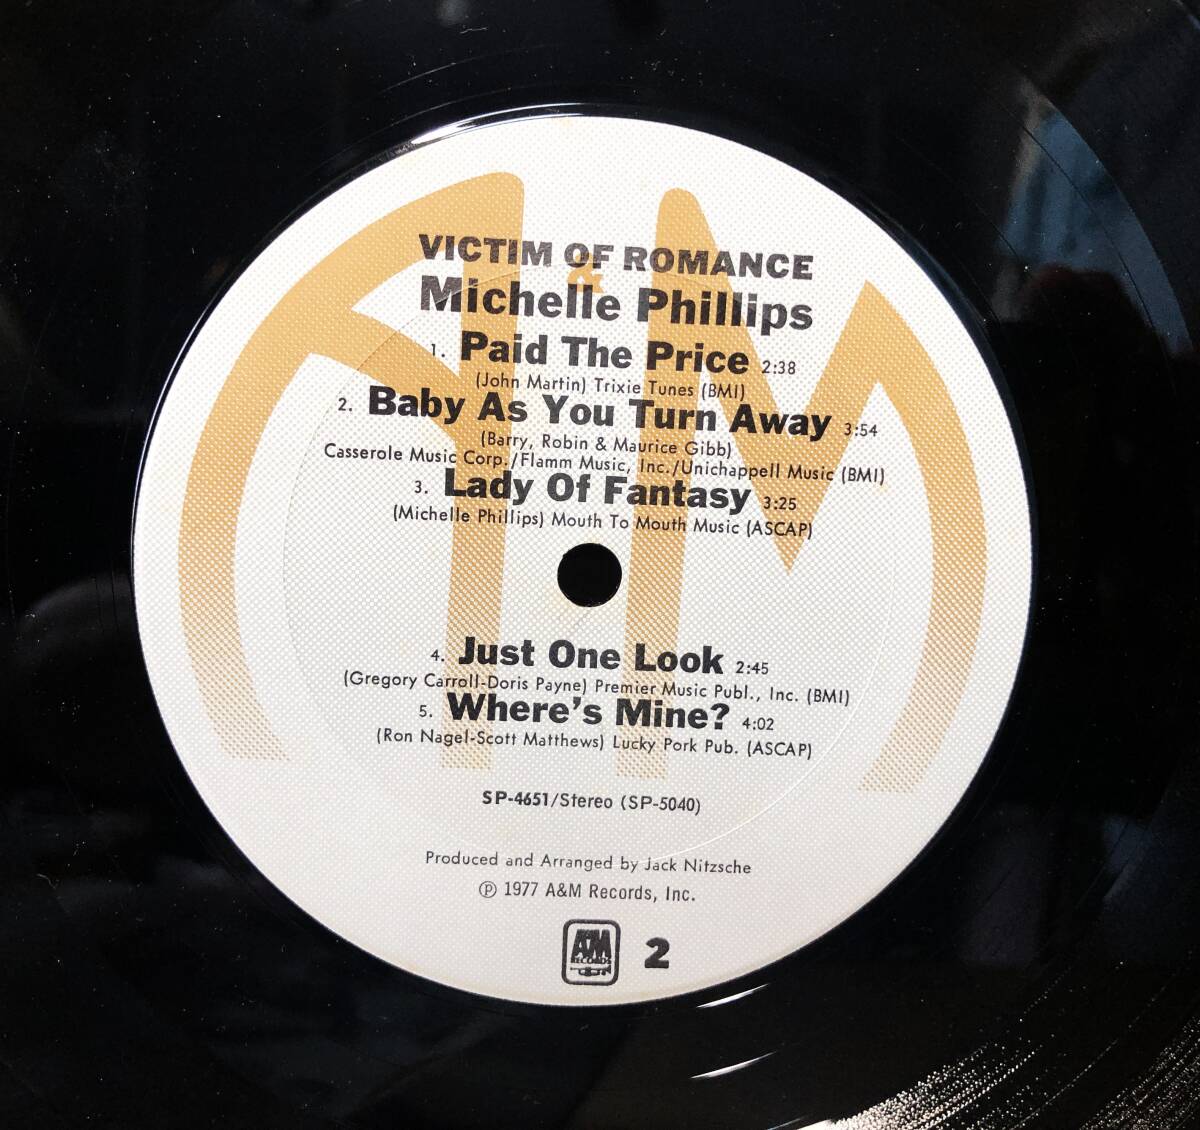 VICTIM OF ROMANCE
&
Michelle Phillips
1. Paid The Price 2:38
(John Martin) Trixie Tunes (BMI)
2. Baby As You Turn Away 3:54
(Barry, Robin & Maurice Gibb)
Casserole Music Corp./Flamm Music, Inc./Unichappell Music (BMI)
3. Lady Of Fantasy 3:25
(Michelle Phillips) Mouth To Mouth Music (ASCAP)
4. Just One Look 2:45
(Gregory Carroll-Doris Payne) Premier Music Publ., Inc. (BMI)
5. Where's Mine? 4:02
(Ron Nagel-Scott Matthews) Lucky Pork Pub. (ASCAP)
SP-4651/Stereo (SP-5040)
Produced and Arranged by Jack Nitzsche
℗ 1977 A&M Records, Inc.
A&M
RECORDS
2